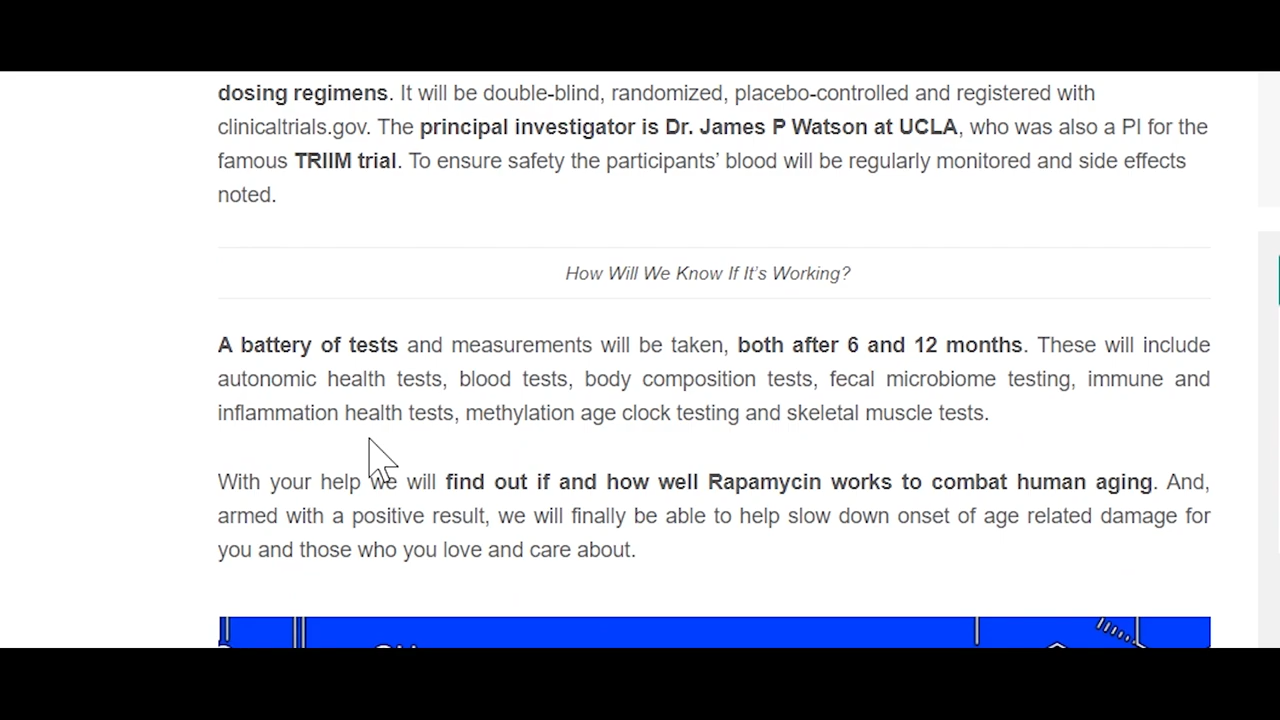 dosing regimens. It will be double-blind, randomized, placebo-controlled and registered with
clinicaltrials.gov. The principal investigator is Dr. James P Watson at UCLA, who was also a PI for the
famous TRIIM trial. To ensure safety the participants’ blood will be regularly monitored and side effects
noted.
How Will We Know If It’s Working?
A battery of tests and measurements will be taken, both after 6 and 12 months. These will include
autonomic health tests, blood tests, body composition tests, fecal microbiome testing, immune and
inflammation health tests, methylation age clock testing and skeletal muscle tests.
With your help we will find out if and how well Rapamycin works to combat human aging. And,
armed with a positive result, we will finally be able to help slow down onset of age related damage for
you and those who you love and care about.